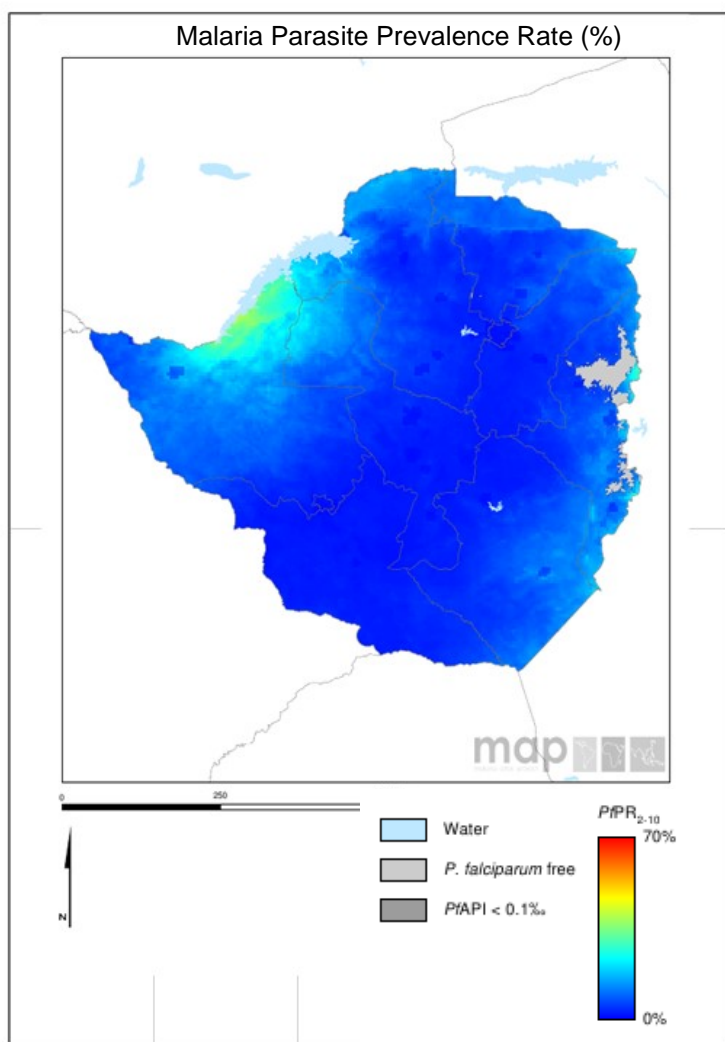 Malaria Parasite Prevalence Rate (%)
map
0
250
N
Water
P. falciparum free
PfAPI < 0.1‰
PfPR2-10
70%
0%